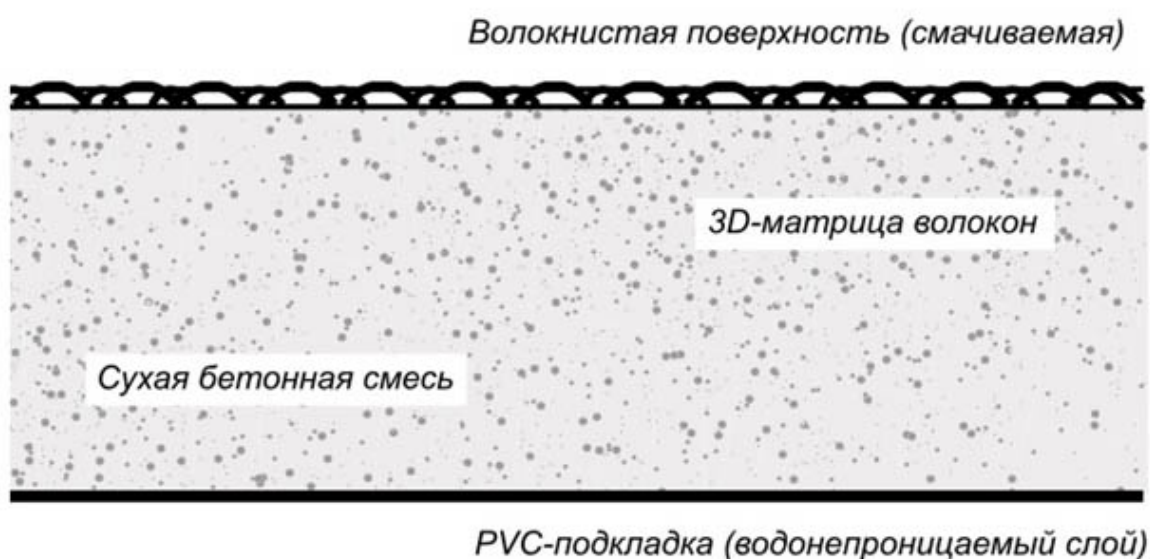 Волокнистая поверхность (смачиваемая)
3D-матрица волокон
Сухая бетонная смесь
PVC-подкладка (водонепроницаемый слой)